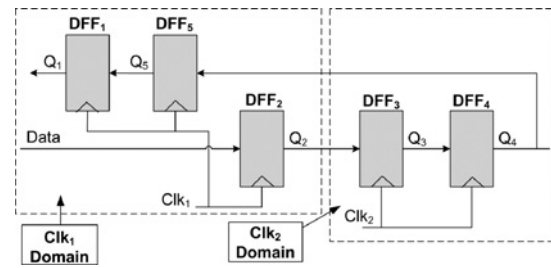 DFF₁ DFF₅
Q₁ Q₅
DFF₂ DFF₃ DFF₄
Data Q₂ Q₃ Q₄
Clk₁ Clk₂
Clk₁
Domain
Clk₂
Domain